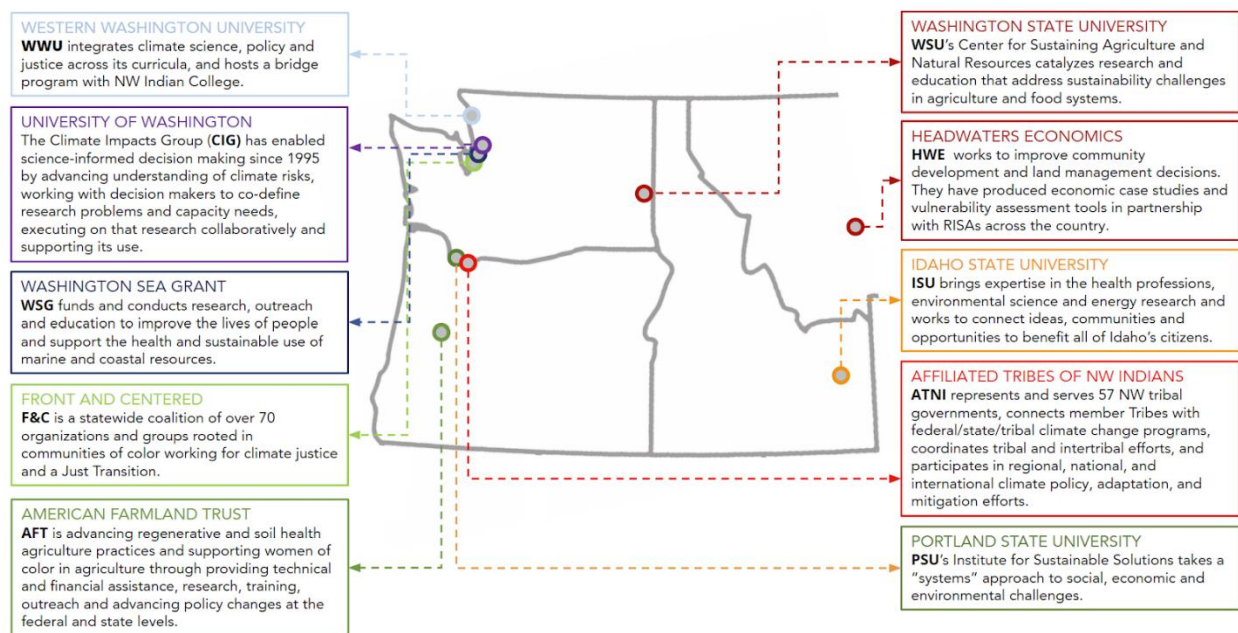 WESTERN WASHINGTON UNIVERSITY
WWU integrates climate science, policy and
justice across its curricula, and hosts a bridge
program with NW Indian College.
UNIVERSITY OF WASHINGTON
The Climate Impacts Group (CIG) has enabled
science-informed decision making since 1995
by advancing understanding of climate risks,
working with decision makers to co-define
research problems and capacity needs,
executing on that research collaboratively and
supporting its use.
WASHINGTON SEA GRANT
WSG funds and conducts research, outreach
and education to improve the lives of people
and support the health and sustainable use of
marine and coastal resources.
FRONT AND CENTERED
F&C is a statewide coalition of over 70
organizations and groups rooted in
communities of color working for climate justice
and a Just Transition.
AMERICAN FARMLAND TRUST
AFT is advancing regenerative and soil health
agriculture practices and supporting women of
color in agriculture through providing technical
and financial assistance, research, training,
outreach and advancing policy changes at the
federal and state levels.
WASHINGTON STATE UNIVERSITY
WSU's Center for Sustaining Agriculture and
Natural Resources catalyzes research and
education that address sustainability challenges
in agriculture and food systems.
HEADWATERS ECONOMICS
HWE works to improve community
development and land management decisions.
They have produced economic case studies and
vulnerability assessment tools in partnership
with RISAs across the country.
IDAHO STATE UNIVERSITY
ISU brings expertise in the health professions,
environmental science and energy research and
works to connect ideas, communities and
opportunities to benefit all of Idaho's citizens.
AFFILIATED TRIBES OF NW INDIANS
ATNI represents and serves 57 NW tribal
governments, connects member Tribes with
federal/state/tribal climate change programs,
coordinates tribal and intertribal efforts, and
participates in regional, national, and
international climate policy, adaptation, and
mitigation efforts.
PORTLAND STATE UNIVERSITY
PSU's Institute for Sustainable Solutions takes a
"systems" approach to social, economic and
environmental challenges.